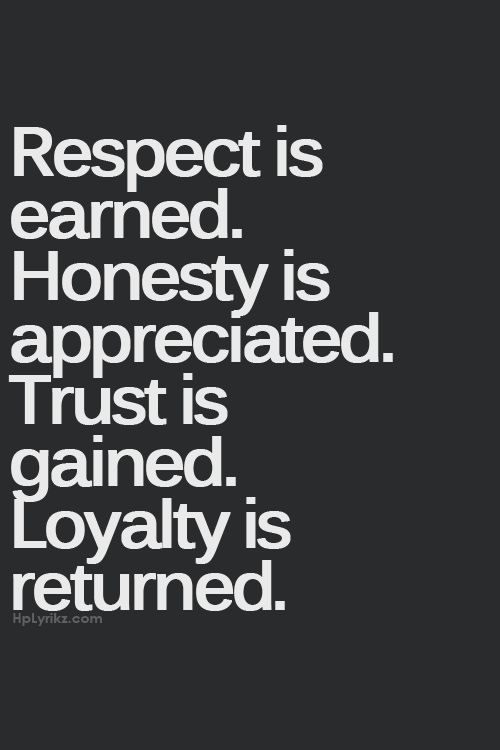 Respect is
earned.
Honesty is
appreciated.
Trust is
gained.
Loyalty is
returned.
HpLyrikz.com